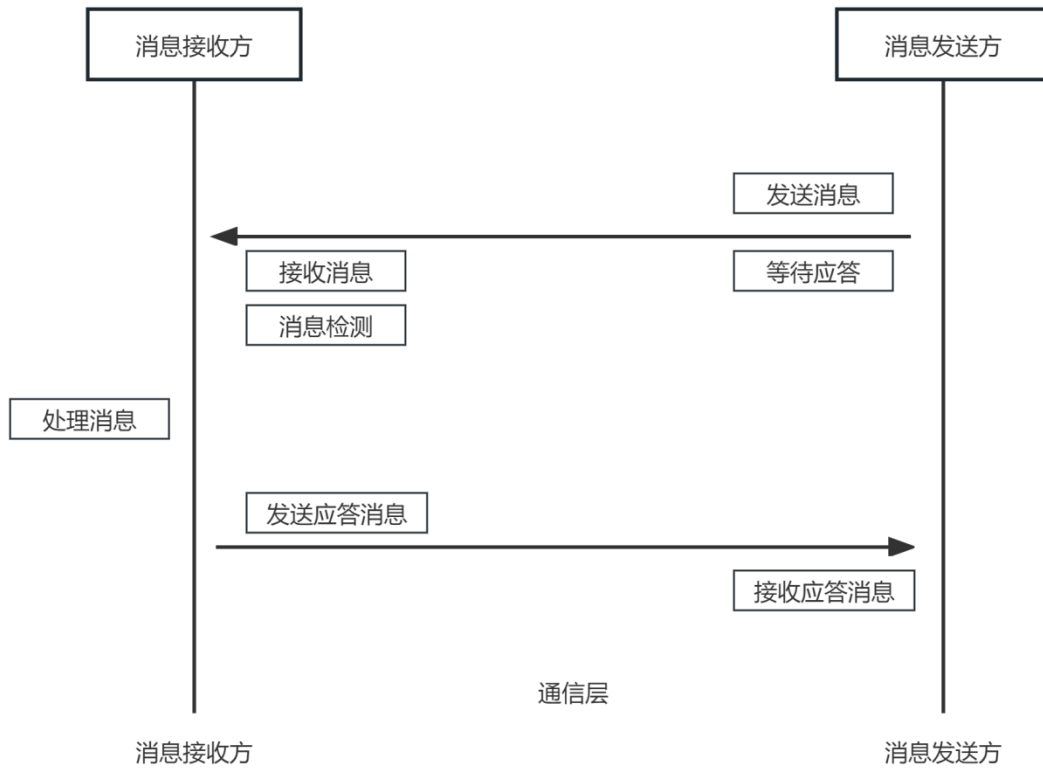 消息接收方
消息发送方
发送消息
接收消息
等待应答
消息检测
处理消息
发送应答消息
接收应答消息
通信层
消息接收方
消息发送方